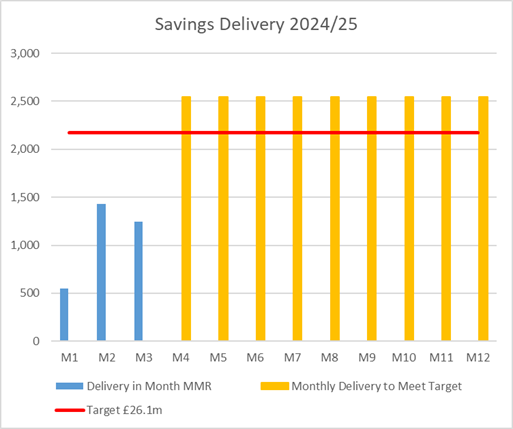 Savings Delivery 2024/25
3,000
2,500
2,000
1,500
1,000
500
0
M1 M2 M3 M4 M5 M6 M7 M8 M9 M10 M11 M12
Delivery in Month MMR Monthly Delivery to Meet Target
Target £26.1m